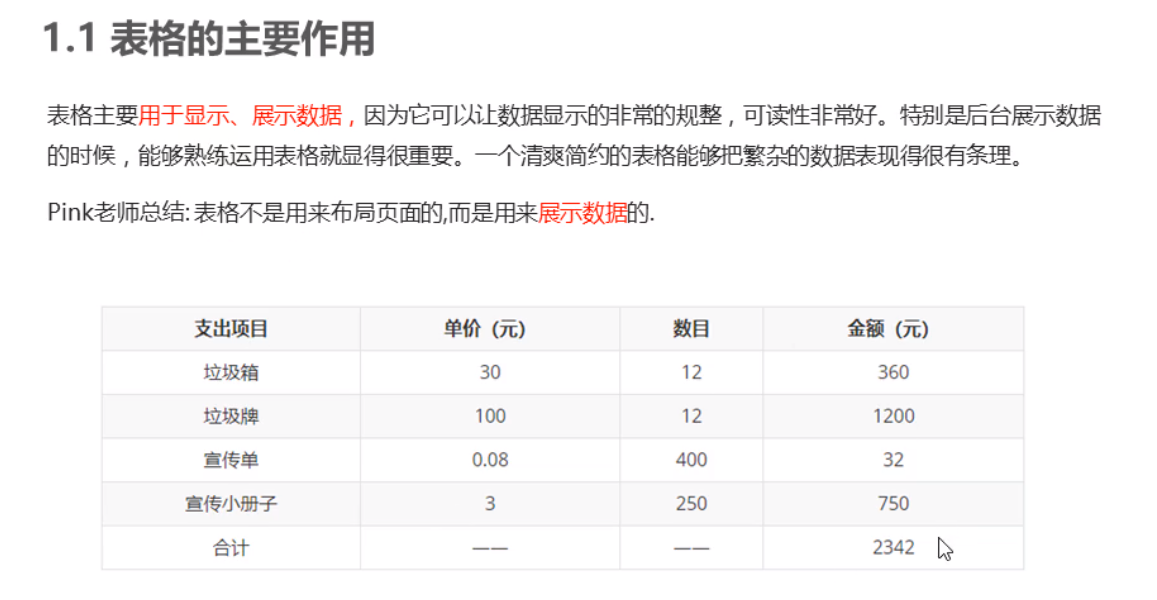 1.1 表格的主要作用
表格主要用于显示、展示数据，因为它可以让数据显示的非常的规整，可读性非常好。特别是后台展示数据
的时候，能够熟练运用表格就显得很重要。一个清爽简约的表格能够把繁杂的数据表现得很有条理。
Pink老师总结: 表格不是用来布局页面的,而是用来展示数据的.
支出项目 单价（元） 数目 金额（元）
垃圾箱 30 12 360
垃圾牌 100 12 1200
宣传单 0.08 400 32
宣传小册子 3 250 750
合计 —— —— 2342